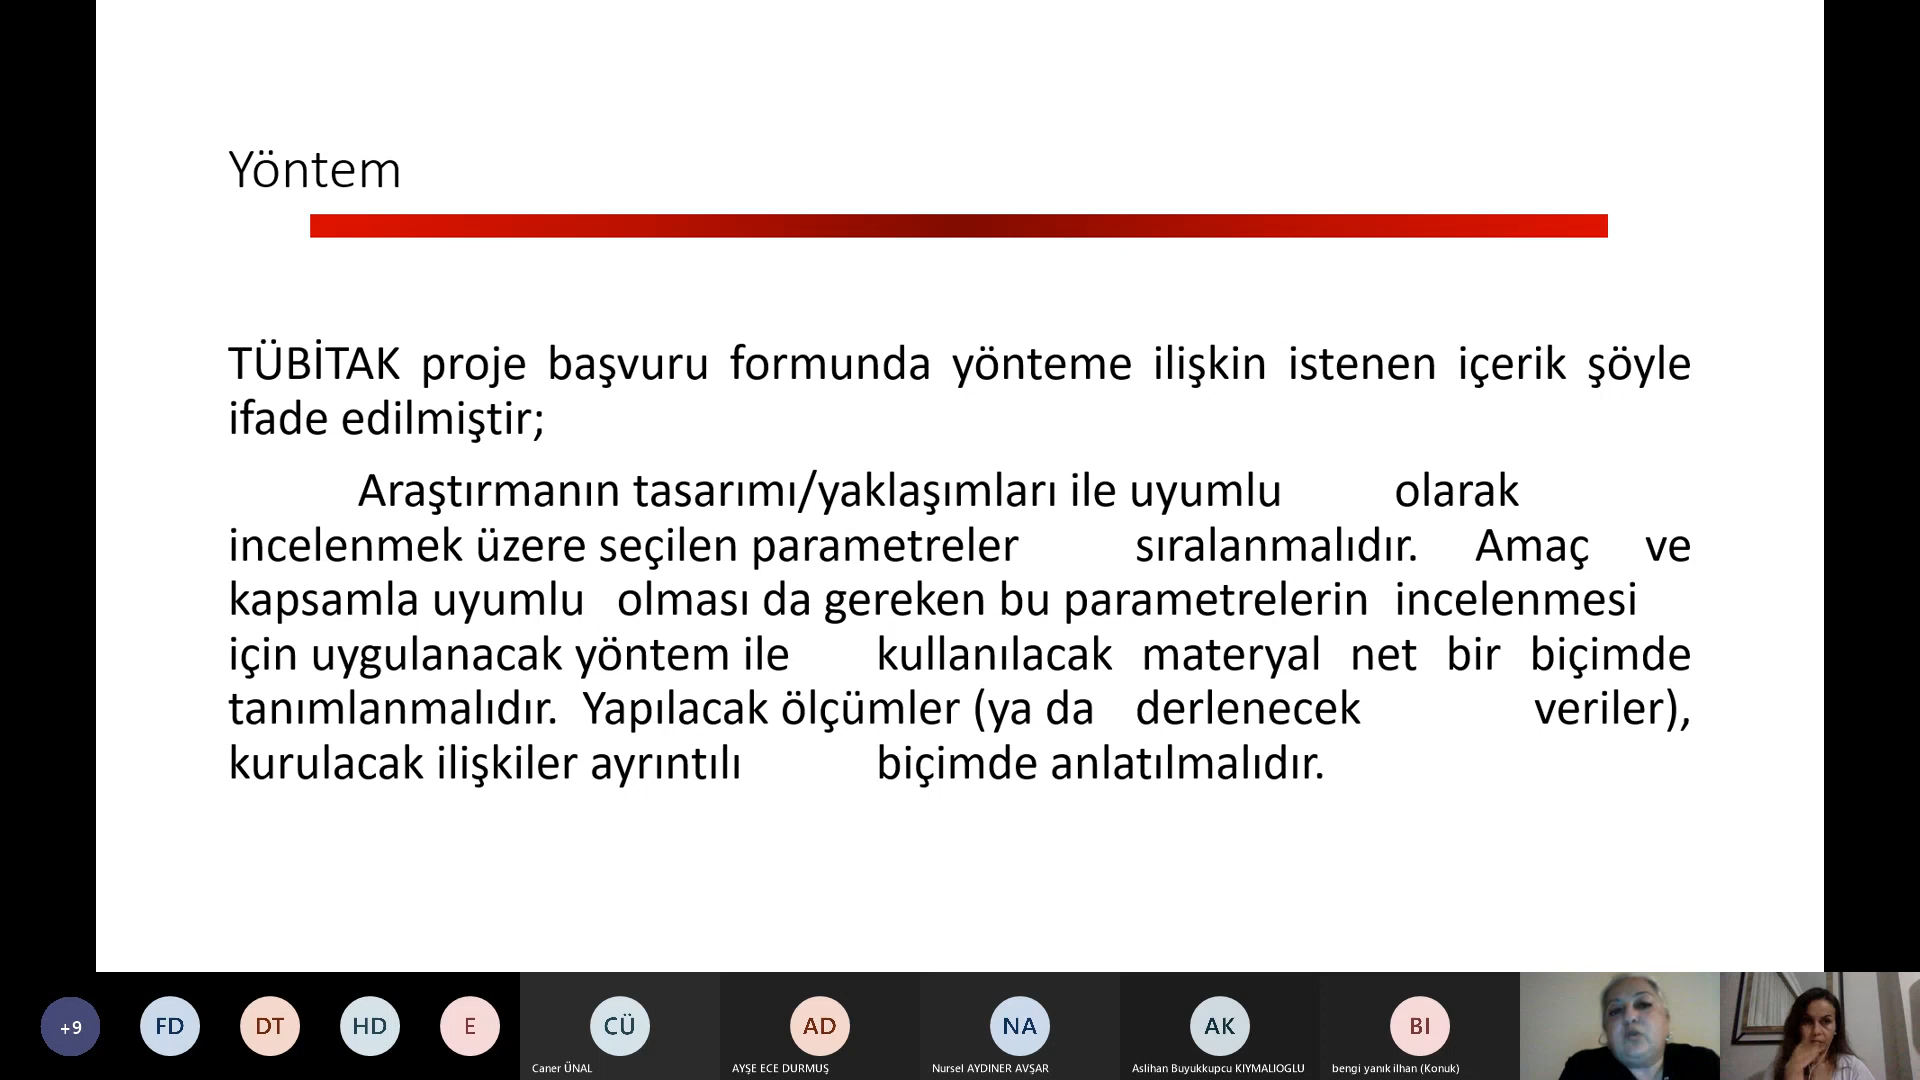 Yöntem
TÜBİTAK proje başvuru formunda yönteme ilişkin istenen içerik şöyle
ifade edilmiştir;
Araştırmanın tasarımı/yaklaşımları ile uyumlu olarak
incelenmek üzere seçilen parametreler sıralanmalıdır. Amaç ve
kapsamla uyumlu olması da gereken bu parametrelerin incelenmesi
için uygulanacak yöntem ile kullanılacak materyal net bir biçimde
tanımlanmalıdır. Yapılacak ölçümler (ya da derlenecek veriler),
kurulacak ilişkiler ayrıntılı biçimde anlatılmalıdır.
+9 FD DT HD E CÜ AD NA AK BI
Caner ÜNAL AYŞE ECE DURMUŞ Nursel AYDINER AVŞAR Aslihan Buyukkupcu KIYMALIOGLU bengi yanık ilhan (Konuk)